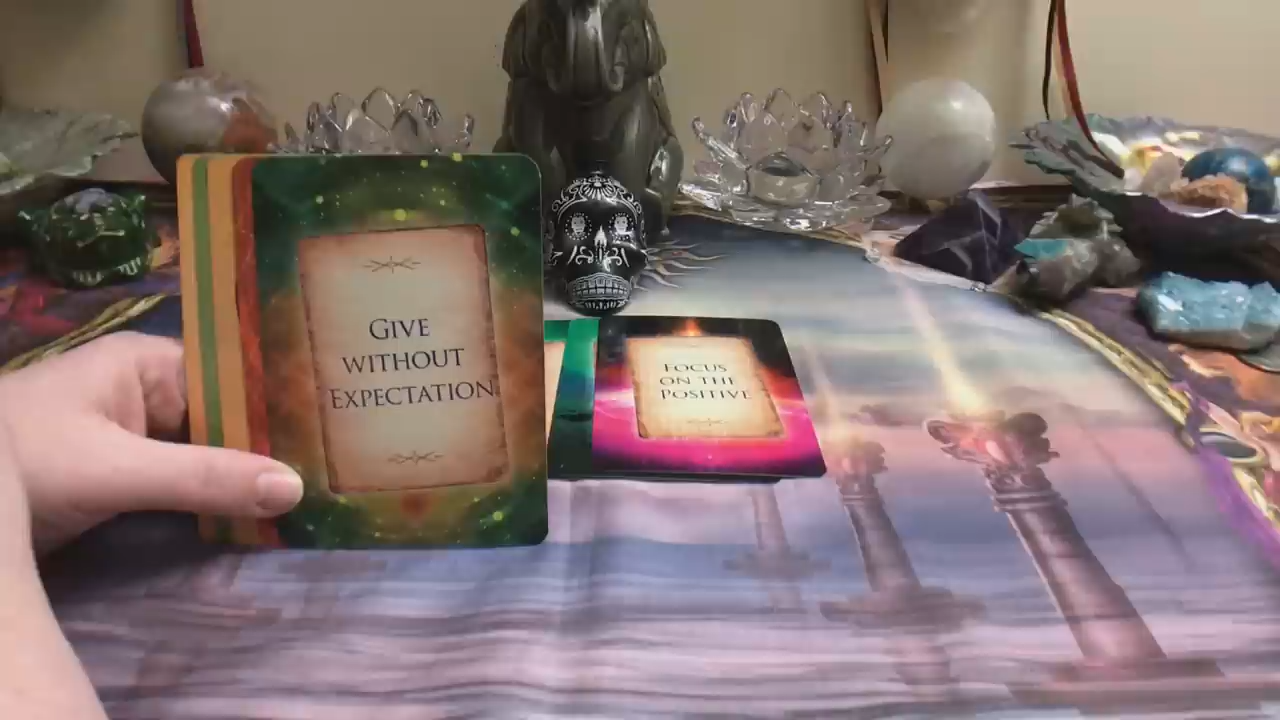 Give
without
Expectation
Focus
on the
Positive